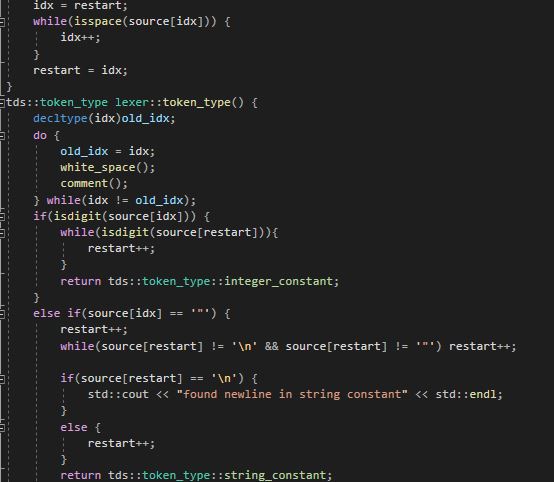 idx = restart;
while(isspace(source[idx])) {
idx++;
}
restart = idx;
}
tds::token_type lexer::token_type() {
decltype(idx)old_idx;
do {
old_idx = idx;
white_space();
comment();
} while(idx != old_idx);
if(isdigit(source[idx])) {
while(isdigit(source[restart])){
restart++;
}
return tds::token_type::integer_constant;
}
else if(source[idx] == '"') {
restart++;
while(source[restart] != '\n' && source[restart] != '"') restart++;
if(source[restart] == '\n') {
std::cout << "found newline in string constant" << std::endl;
}
else {
restart++;
}
return tds::token_type::string_constant;